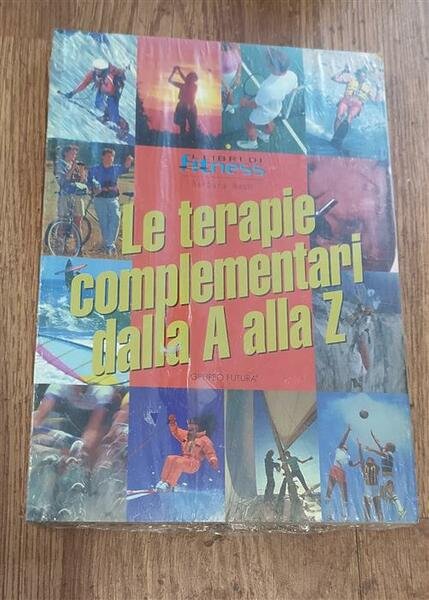 I LIBRI DI
fitness
Le terapie
complementari
dalla A alla Z
GRUPPO FUTURA